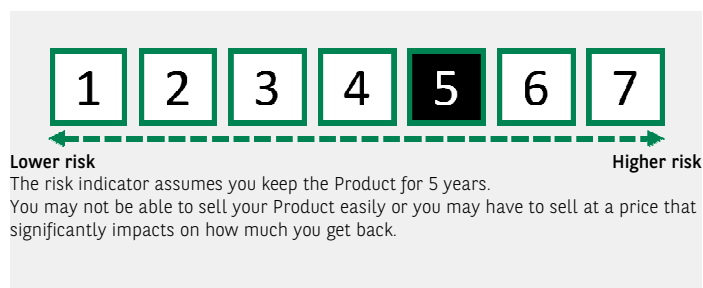 1 2 3 4 5 6 7
Lower risk Higher risk
The risk indicator assumes you keep the Product for 5 years.
You may not be able to sell your Product easily or you may have to sell at a price that
significantly impacts on how much you get back.